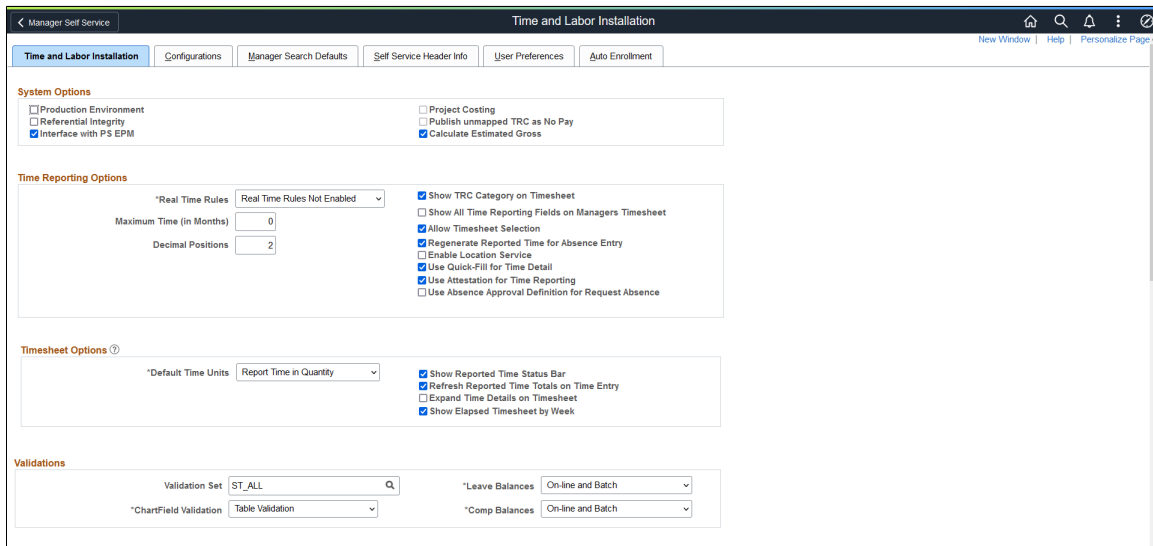 Manager Self Service
Time and Labor Installation
New Window | Help | Personalize Page
Time and Labor Installation
Configurations
Manager Search Defaults
Self Service Header Info
User Preferences
Auto Enrollment
System Options
Production Environment
Referential Integrity
Interface with PS EPM
Project Costing
Publish unmapped TRC as No Pay
Calculate Estimated Gross
Time Reporting Options
*Real Time Rules Real Time Rules Not Enabled
Maximum Time (in Months) 0
Decimal Positions 2
Show TRC Category on Timesheet
Show All Time Reporting Fields on Managers Timesheet
Allow Timesheet Selection
Regenerate Reported Time for Absence Entry
Enable Location Service
Use Quick-Fill for Time Detail
Use Attestation for Time Reporting
Use Absence Approval Definition for Request Absence
Timesheet Options ?
*Default Time Units Report Time in Quantity
Show Reported Time Status Bar
Refresh Reported Time Totals on Time Entry
Expand Time Details on Timesheet
Show Elapsed Timesheet by Week
Validations
Validation Set ST_ALL
*ChartField Validation Table Validation
*Leave Balances On-line and Batch
*Comp Balances On-line and Batch